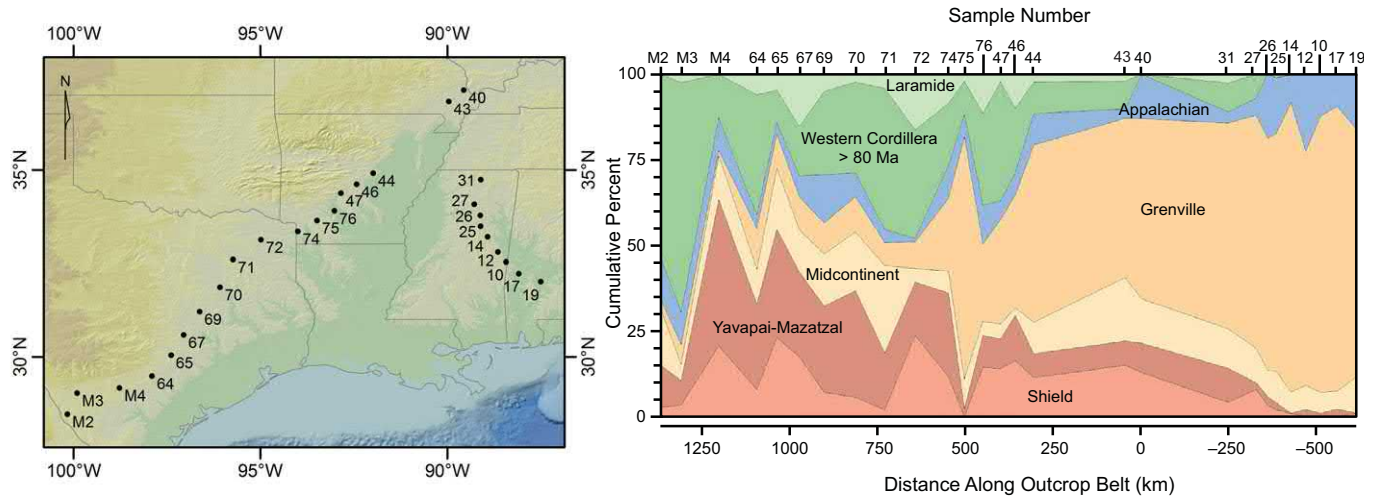 100°W 95°W 90°W
N
40
43
35°N 35°N
44
31
46
47
27
76
26
75
25
74
14
72
12
71
10
17
70
19
69
67
30°N 30°N
65
64
M4
M3
M2
100°W 95°W 90°W
Sample Number
M2 M3 M4 64 65 67 69 70 71 72 74 75 76 47 46 44 43 40 31 27 26 25 14 12 10 17 19
100
Laramide
Appalachian
Western Cordillera
> 80 Ma
75
Grenville
50
Midcontinent
Yavapai-Mazatzal
25
Shield
0
Cumulative Percent
1250 1000 750 500 250 0 –250 –500
Distance Along Outcrop Belt (km)